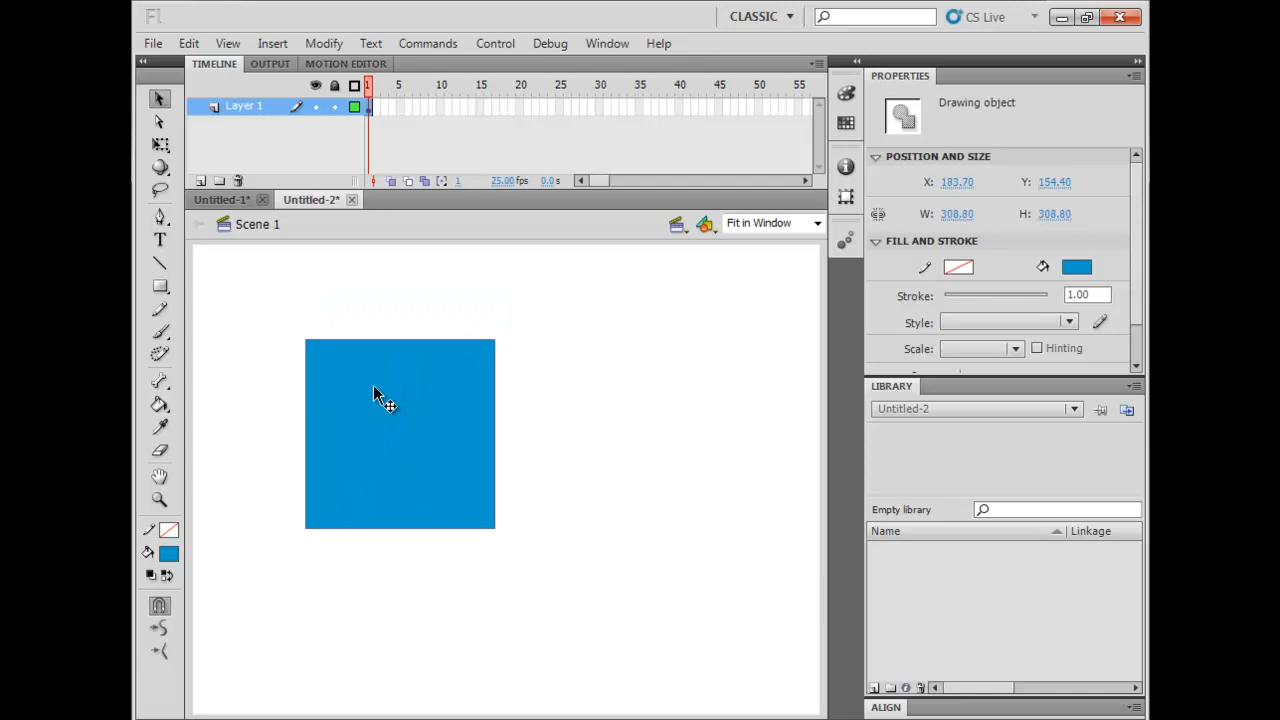 Fl CLASSIC CS Live
File Edit View Insert Modify Text Commands Control Debug Window Help
TIMELINE OUTPUT MOTION EDITOR
1 5 10 15 20 25 30 35 40 45 50 55
Layer 1
1 25.00fps 0.0s
Untitled-1* Untitled-2*
Scene 1 Fit in Window
PROPERTIES
Drawing object
POSITION AND SIZE
X: 183.70 Y: 154.40
W: 308.80 H: 308.80
FILL AND STROKE
Stroke: 1.00
Style:
Scale: Hinting
LIBRARY
Untitled-2
Empty library
Name Linkage
ALIGN